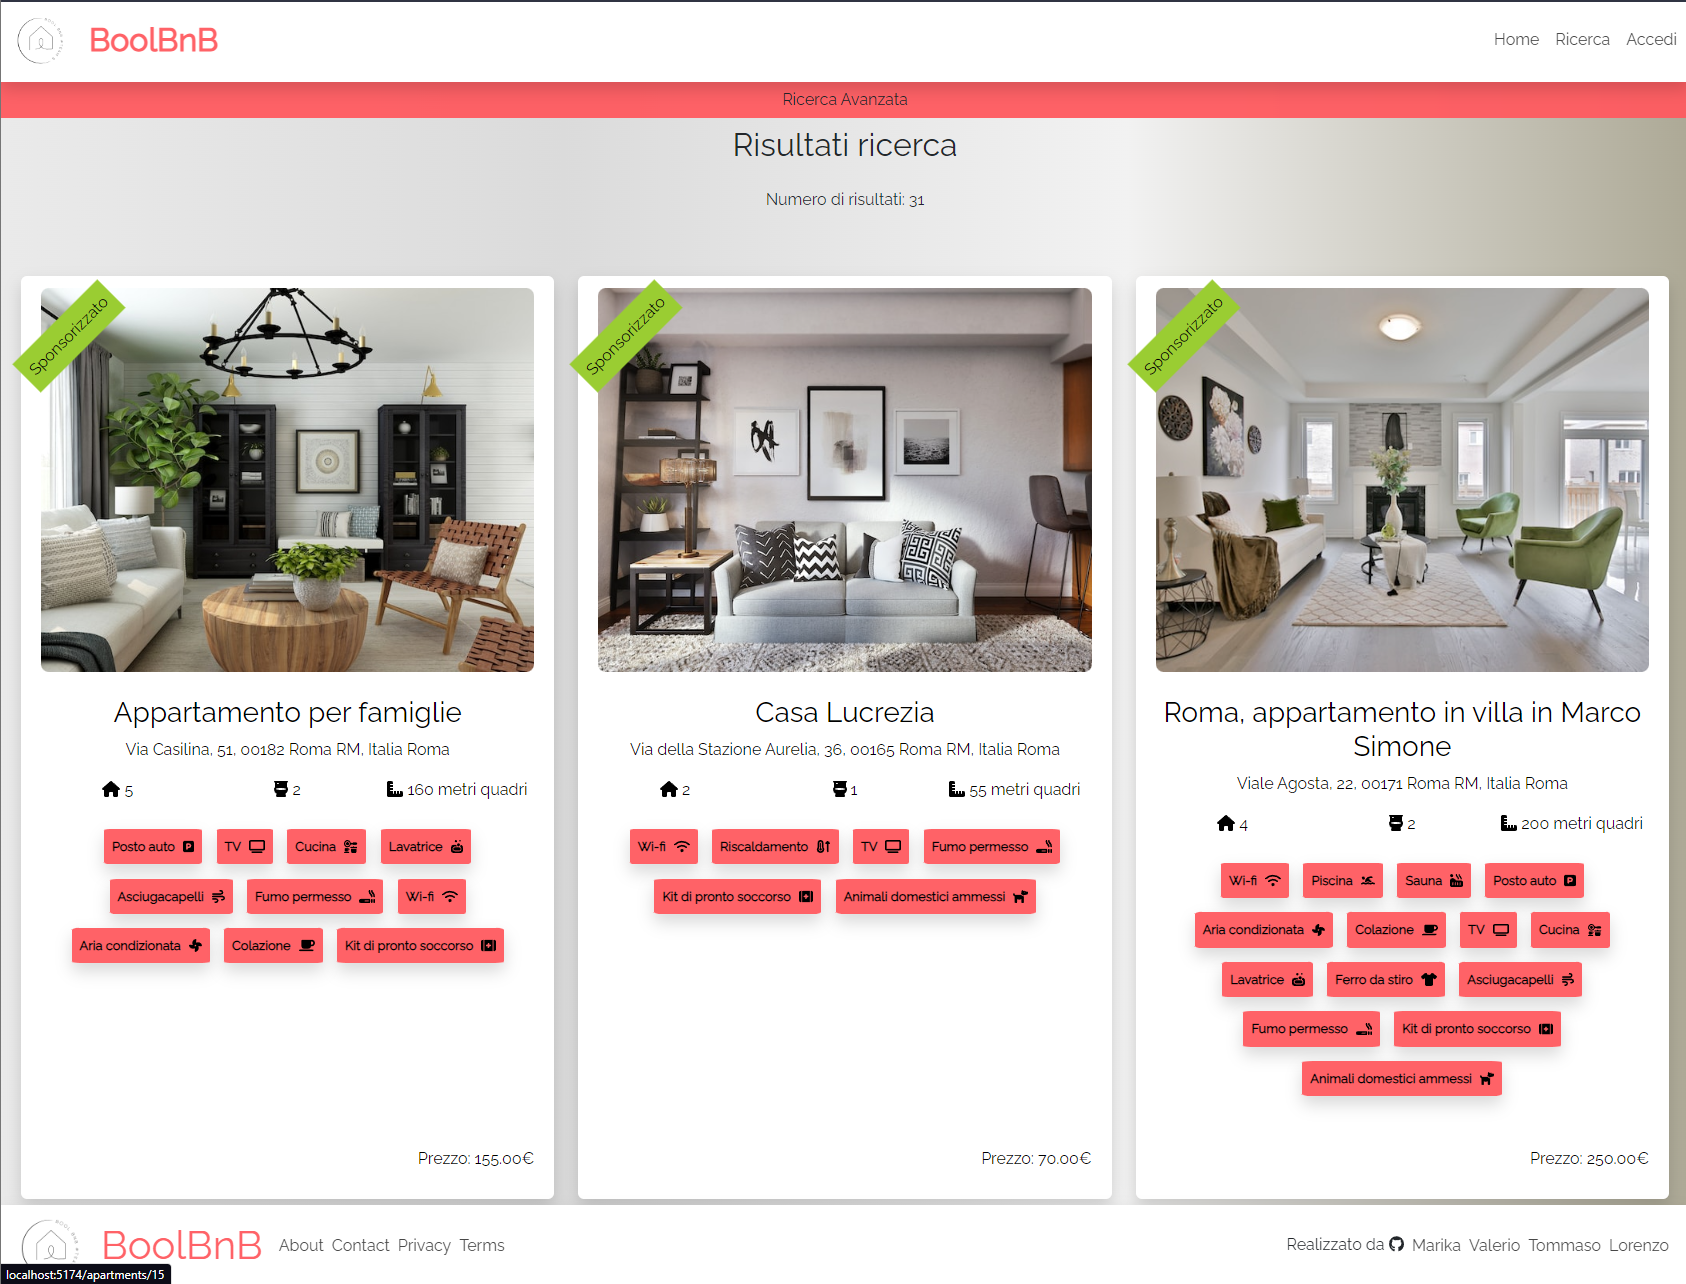 BoolBnB
Home Ricerca Accedi
Ricerca Avanzata
Risultati ricerca
Numero di risultati: 31
Sponsorizzato
Appartamento per famiglie
Via Casilina, 51, 00182 Roma RM, Italia Roma
5 2 160 metri quadri
Posto auto TV Cucina Lavatrice
Asciugacapelli Fumo permesso Wi-fi
Aria condizionata Colazione Kit di pronto soccorso
Prezzo: 155.00€
Sponsorizzato
Casa Lucrezia
Via della Stazione Aurelia, 36, 00165 Roma RM, Italia Roma
2 1 55 metri quadri
Wi-fi Riscaldamento TV Fumo permesso
Kit di pronto soccorso Animali domestici ammessi
Prezzo: 70.00€
Sponsorizzato
Roma, appartamento in villa in Marco
Simone
Viale Agosta, 22, 00171 Roma RM, Italia Roma
4 2 200 metri quadri
Wi-fi Piscina Sauna Posto auto
Aria condizionata Colazione TV Cucina
Lavatrice Ferro da stiro Asciugacapelli
Fumo permesso Kit di pronto soccorso
Animali domestici ammessi
Prezzo: 250.00€
BoolBnB About Contact Privacy Terms
Realizzato da Marika Valerio Tommaso Lorenzo
localhost:5174/apartments/15